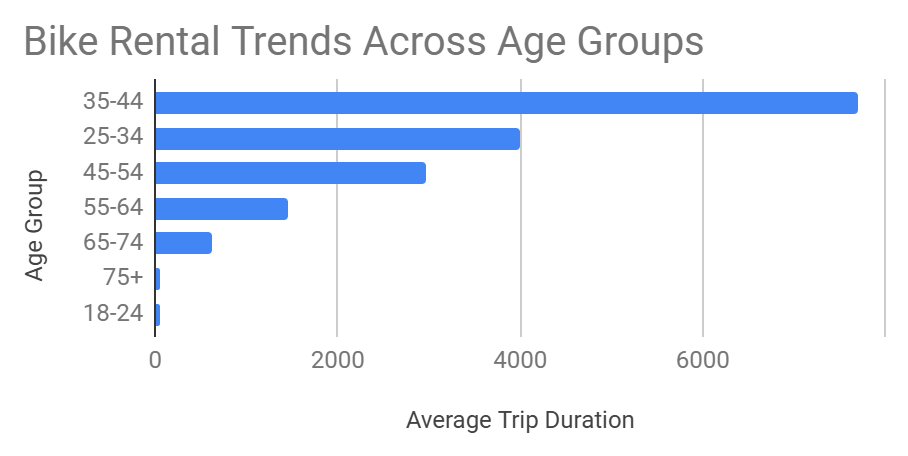 Bike Rental Trends Across Age Groups
Age Group
35-44
25-34
45-54
55-64
65-74
75+
18-24
0 2000 4000 6000
Average Trip Duration